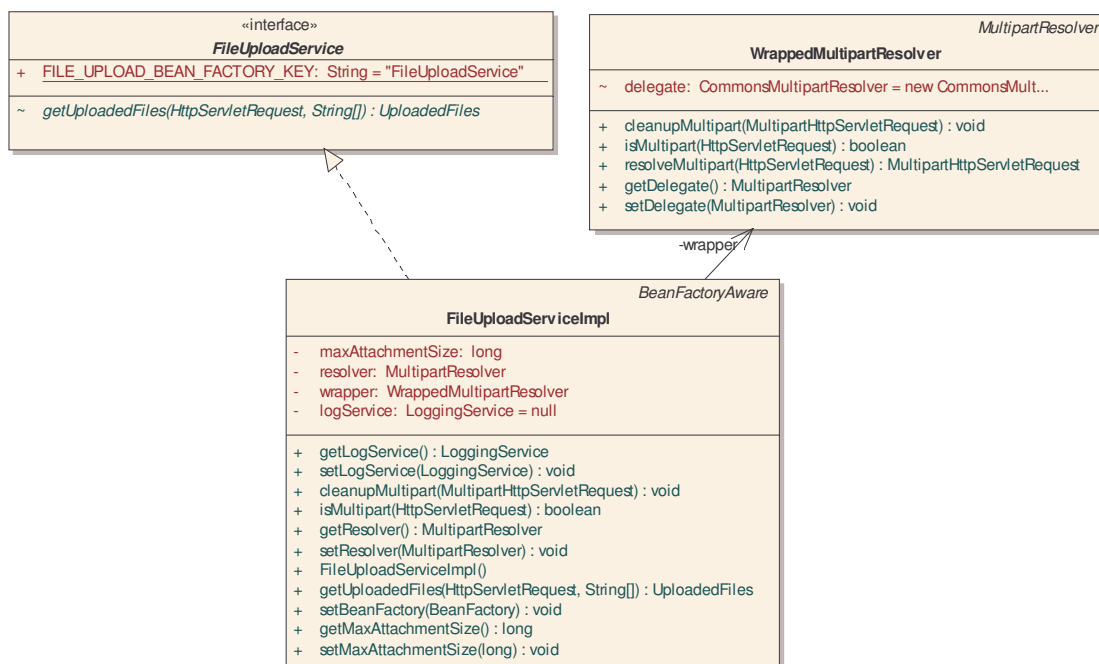 «interface»
FileUploadService
+ FILE_UPLOAD_BEAN_FACTORY_KEY: String = "FileUploadService"
~ getUploadedFiles(HttpServletRequest, String[]) : UploadedFiles
MultipartResolver
WrappedMultipartResolver
~ delegate: CommonsMultipartResolver = new CommonsMult...
+ cleanupMultipart(MultipartHttpServletRequest) : void
+ isMultipart(HttpServletRequest) : boolean
+ resolveMultipart(HttpServletRequest) : MultipartHttpServletRequest
+ getDelegate() : MultipartResolver
+ setDelegate(MultipartResolver) : void
-wrapper
BeanFactoryAware
FileUploadServiceImpl
- maxAttachmentSize: long
- resolver: MultipartResolver
- wrapper: WrappedMultipartResolver
- logService: LoggingService = null
+ getLogService() : LoggingService
+ setLogService(LoggingService) : void
+ cleanupMultipart(MultipartHttpServletRequest) : void
+ isMultipart(HttpServletRequest) : boolean
+ getResolver() : MultipartResolver
+ setResolver(MultipartResolver) : void
+ FileUploadServiceImpl()
+ getUploadedFiles(HttpServletRequest, String[]) : UploadedFiles
+ setBeanFactory(BeanFactory) : void
+ getMaxAttachmentSize() : long
+ setMaxAttachmentSize(long) : void